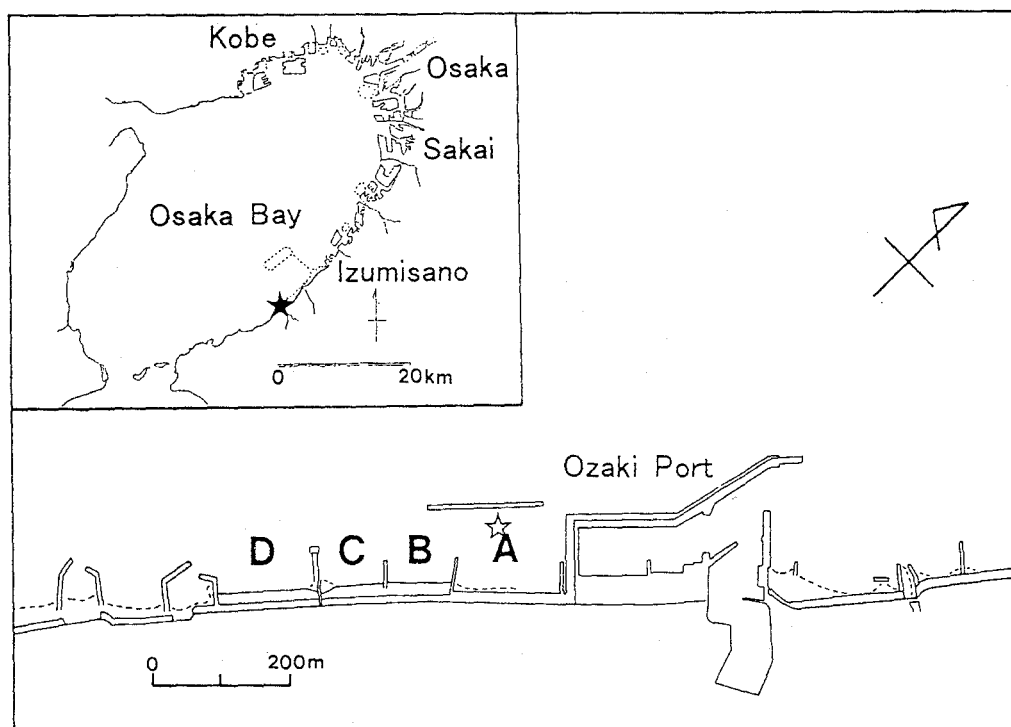 Kobe
Osaka
Sakai
Osaka Bay
Izumisano
0 20km
Ozaki Port
D C B A
0 200m